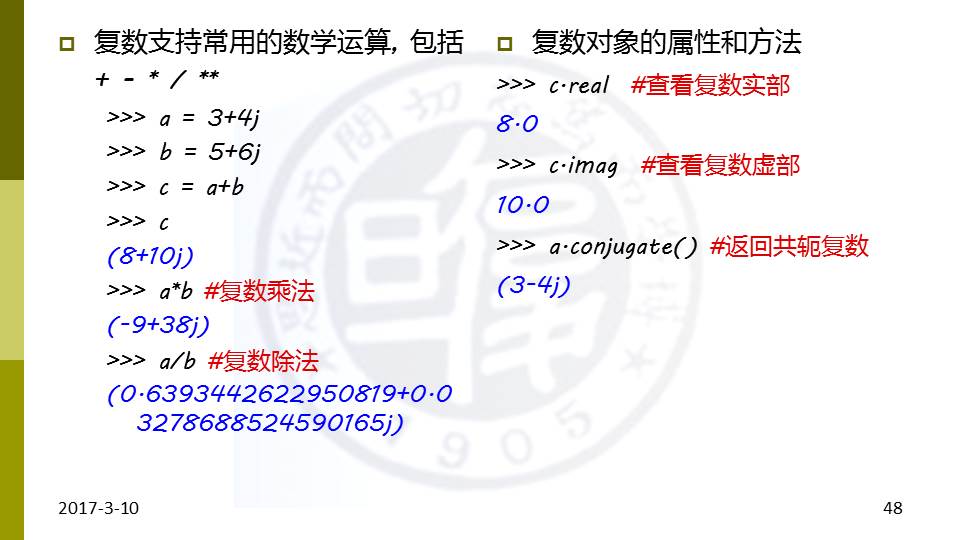 复数支持常用的数学运算，包括
+ - * / **
>>> a = 3+4j
>>> b = 5+6j
>>> c = a+b
>>> c
(8+10j)
>>> a*b #复数乘法
(-9+38j)
>>> a/b #复数除法
(0.6393442622950819+0.0
327868852459016​5j)
复数对象的属性和方法
>>> c.real #查看复数实部
8.0
>>> c.imag #查看复数虚部
10.0
>>> a.conjugate() #返回共轭复数
(3-4j)
1905
2017-3-10
48